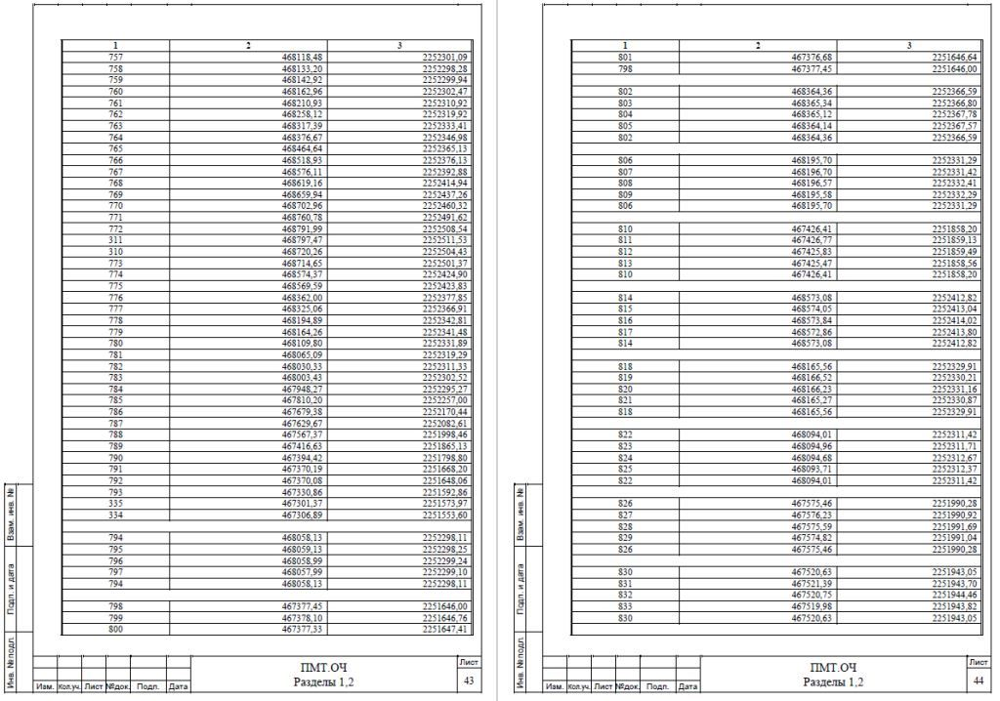 1 2 3
757 468118,48 2252301,09
758 468133,20 2252298,28
759 468142,92 2252299,94
760 468162,96 2252302,47
761 468210,93 2252310,92
762 468258,12 2252319,92
763 468317,39 2252333,41
764 468376,67 2252346,98
765 468464,64 2252365,13
766 468518,93 2252376,13
767 468576,11 2252392,88
768 468619,16 2252414,94
769 468659,94 2252437,26
770 468702,96 2252460,32
771 468760,78 2252491,62
772 468791,99 2252508,54
311 468797,47 2252511,53
310 468720,26 2252504,43
773 468714,65 2252501,37
774 468574,37 2252424,90
775 468569,59 2252423,83
776 468362,00 2252377,85
777 468325,06 2252366,91
778 468194,89 2252342,81
779 468164,26 2252341,48
780 468109,80 2252331,89
781 468065,09 2252319,29
782 468030,33 2252311,33
783 468003,43 2252302,52
784 467948,27 2252295,27
785 467810,20 2252257,00
786 467679,38 2252170,44
787 467629,67 2252082,61
788 467567,37 2251998,46
789 467416,63 2251865,13
790 467394,42 2251798,80
791 467370,19 2251668,20
792 467370,08 2251648,06
793 467330,86 2251592,86
335 467301,37 2251573,97
334 467306,89 2251553,60
794 468058,13 2252298,11
795 468059,13 2252298,25
796 468058,99 2252299,24
797 468057,99 2252299,10
794 468058,13 2252298,11
798 467377,45 2251646,00
799 467378,10 2251646,76
800 467377,33 2251647,41
Взам. инв. №
Подп. и дата
Инв. №подл.
Изм. Кол.уч. Лист №док. Подп. Дата
ПМТ.ОЧ
Разделы 1,2
Лист
43
1 2 3
801 467376,68 2251646,64
798 467377,45 2251646,00
802 468364,36 2252366,59
803 468365,34 2252366,80
804 468365,12 2252367,78
805 468364,14 2252367,57
802 468364,36 2252366,59
806 468195,70 2252331,29
807 468196,70 2252331,42
808 468196,57 2252332,41
809 468195,58 2252332,29
806 468195,70 2252331,29
810 467426,41 2251858,20
811 467426,77 2251859,13
812 467425,83 2251859,49
813 467425,47 2251858,56
810 467426,41 2251858,20
814 468573,08 2252412,82
815 468574,05 2252413,04
816 468573,84 2252414,02
817 468572,86 2252413,80
814 468573,08 2252412,82
818 468165,56 2252329,91
819 468166,52 2252330,21
820 468166,23 2252331,16
821 468165,27 2252330,87
818 468165,56 2252329,91
822 468094,01 2252311,42
823 468094,96 2252311,71
824 468094,68 2252312,67
825 468093,71 2252312,37
822 468094,01 2252311,42
826 467575,46 2251990,28
827 467576,23 2251990,92
828 467575,59 2251991,69
829 467574,82 2251991,04
826 467575,46 2251990,28
830 467520,63 2251943,05
831 467521,39 2251943,70
832 467520,75 2251944,46
833 467519,98 2251943,82
830 467520,63 2251943,05
Взам. инв. №
Подп. и дата
Инв. №подл.
Изм. Кол.уч. Лист №док. Подп. Дата
ПМТ.ОЧ
Разделы 1,2
Лист
44